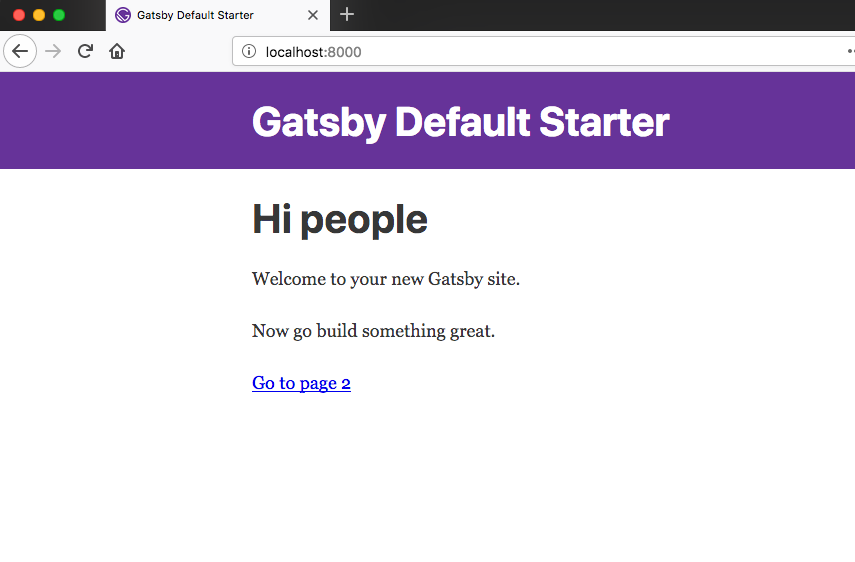 Gatsby Default Starter
localhost:8000
Gatsby Default Starter
Hi people
Welcome to your new Gatsby site.
Now go build something great.
Go to page 2